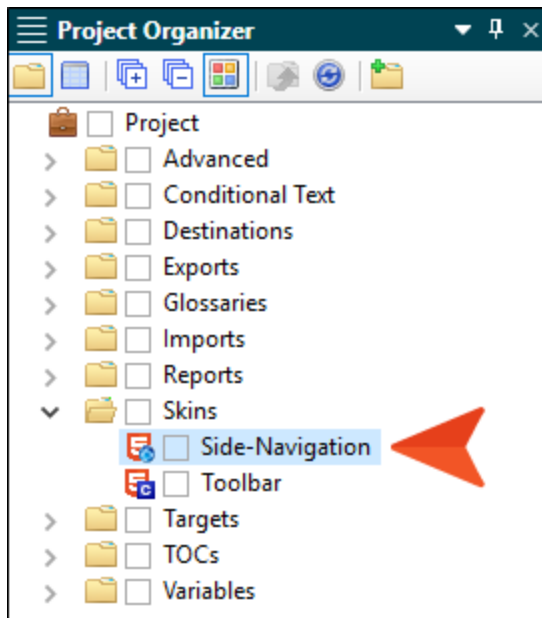 Project Organizer
Project
Advanced
Conditional Text
Destinations
Exports
Glossaries
Imports
Reports
Skins
Side-Navigation
C Toolbar
Targets
TOCs
Variables